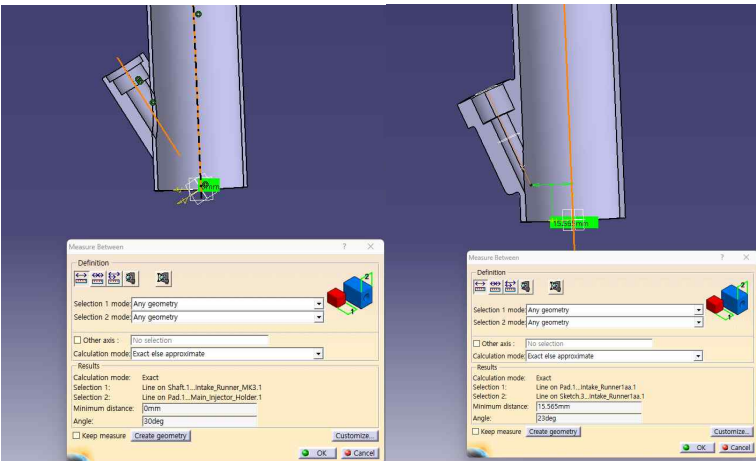 mm
Measure Between ? ×
Definition
Selection 1 mode: Any geometry
Selection 2 mode: Any geometry
Other axis : No selection
Calculation mode: Exact else approximate
Results
Calculation mode: Exact
Selection 1: Line on Shaft.1...Intake_Runner_MK3.1
Selection 2: Line on Pad.1...Main_Injector_Holder.1
Minimum distance: 0mm
Angle: 30deg
Keep measure Create geometry Customize...
OK Cancel
15.565mm
Measure Between ? ×
Definition
Selection 1 mode: Any geometry
Selection 2 mode: Any geometry
Other axis : No selection
Calculation mode: Exact else approximate
Results
Calculation mode: Exact
Selection 1: Line on Pad.1...Intake_Runner1aa.1
Selection 2: Line on Sketch.3...Intake_Runner1aa.1
Minimum distance: 15.565mm
Angle: 23deg
Keep measure Create geometry Customize...
OK Cancel